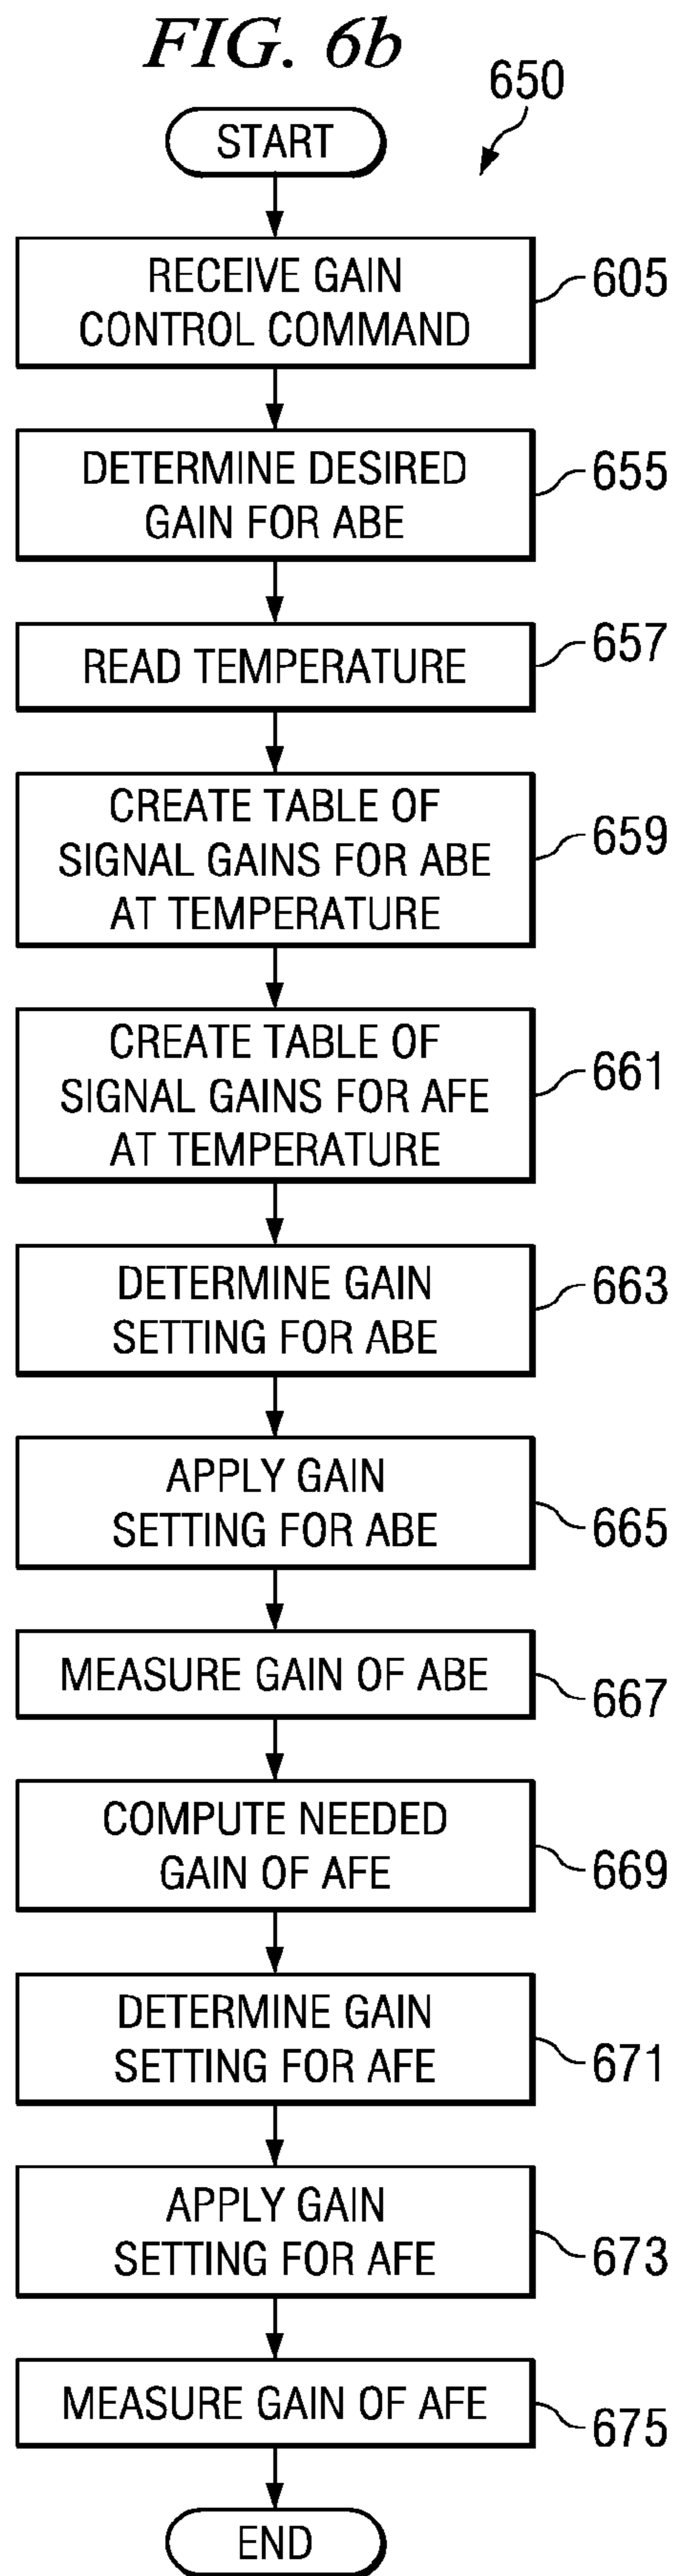 FIG. 6b
650
START
RECEIVE GAIN
CONTROL COMMAND
605
DETERMINE DESIRED
GAIN FOR ABE
655
READ TEMPERATURE
657
CREATE TABLE OF
SIGNAL GAINS FOR ABE
AT TEMPERATURE
659
CREATE TABLE OF
SIGNAL GAINS FOR AFE
AT TEMPERATURE
661
DETERMINE GAIN
SETTING FOR ABE
663
APPLY GAIN
SETTING FOR ABE
665
MEASURE GAIN OF ABE
667
COMPUTE NEEDED
GAIN OF AFE
669
DETERMINE GAIN
SETTING FOR AFE
671
APPLY GAIN
SETTING FOR AFE
673
MEASURE GAIN OF AFE
675
END